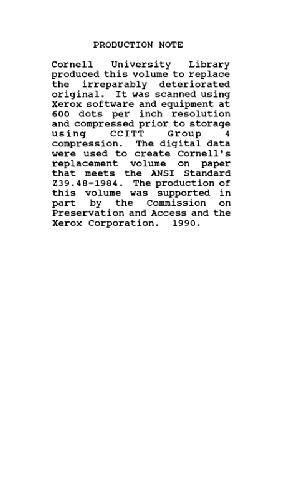 PRODUCTION NOTE
Cornell University Library
produced this volume to replace
the irreparably deteriorated
original. It was scanned using
Xerox software and equipment at
600 dots per inch resolution
and compressed prior to storage
using CCITT Group 4
compression. The digital data
were used to create Cornell's
replacement volume on paper
that meets the ANSI Standard
Z39.48-1984. The production of
this volume was supported in
part by the Commission on
Preservation and Access and the
Xerox Corporation. 1990.